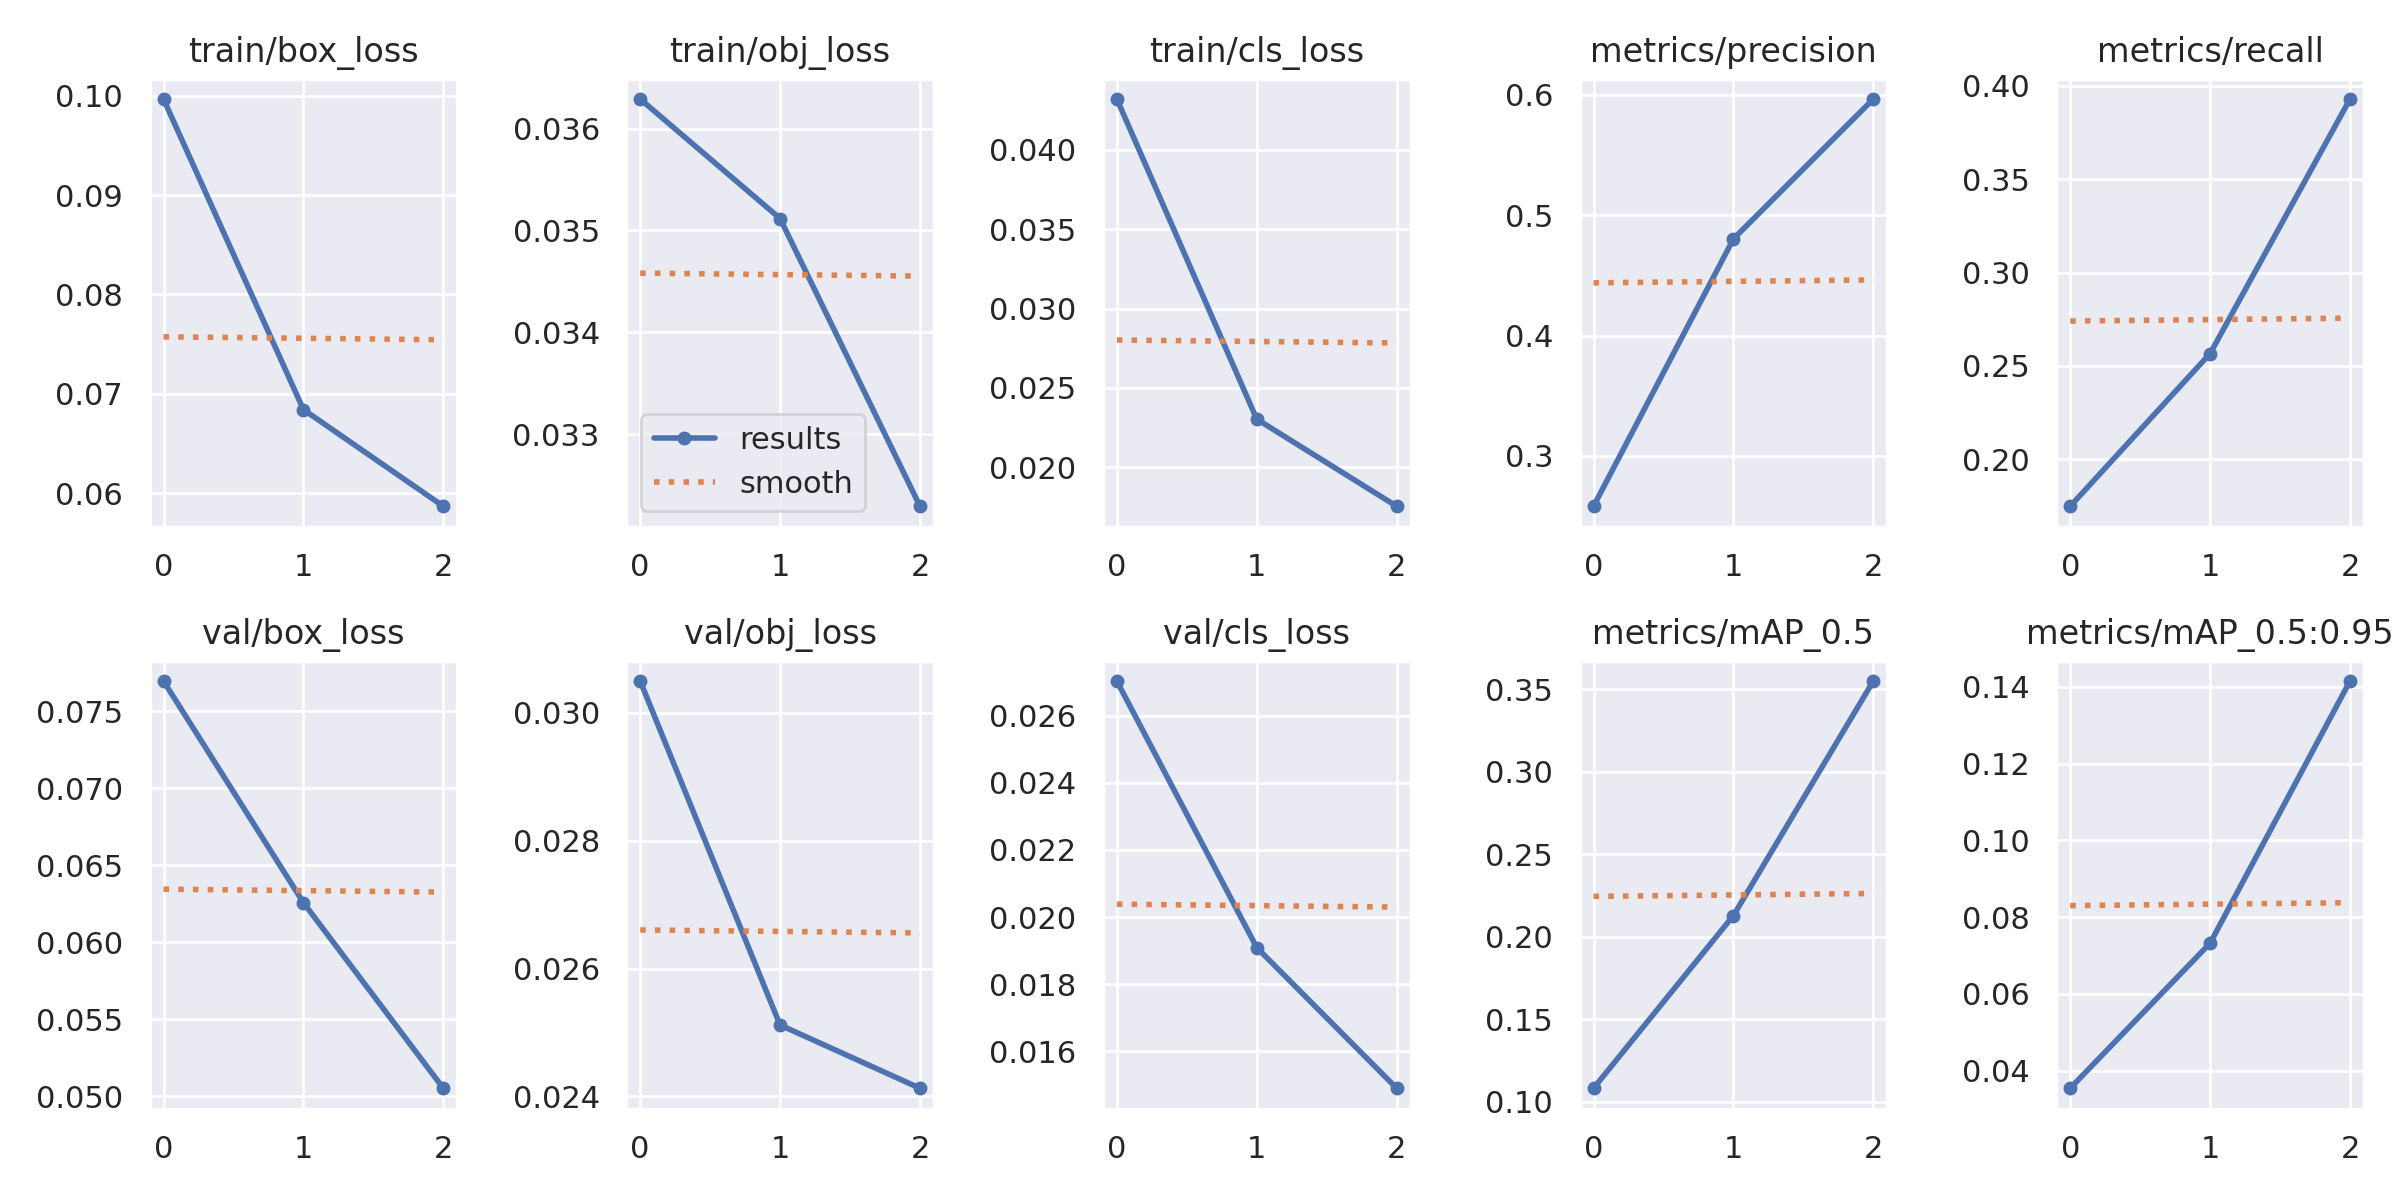 train/box_loss
0.10
0.09
0.08
0.07
0.06
0 1 2
train/obj_loss
0.036
0.035
0.034
0.033
results
smooth
0 1 2
train/cls_loss
0.040
0.035
0.030
0.025
0.020
0 1 2
metrics/precision
0.6
0.5
0.4
0.3
0 1 2
metrics/recall
0.40
0.35
0.30
0.25
0.20
0 1 2
val/box_loss
0.075
0.070
0.065
0.060
0.055
0.050
0 1 2
val/obj_loss
0.030
0.028
0.026
0.024
0 1 2
val/cls_loss
0.026
0.024
0.022
0.020
0.018
0.016
0 1 2
metrics/mAP_0.5
0.35
0.30
0.25
0.20
0.15
0.10
0 1 2
metrics/mAP_0.5:0.95
0.14
0.12
0.10
0.08
0.06
0.04
0 1 2